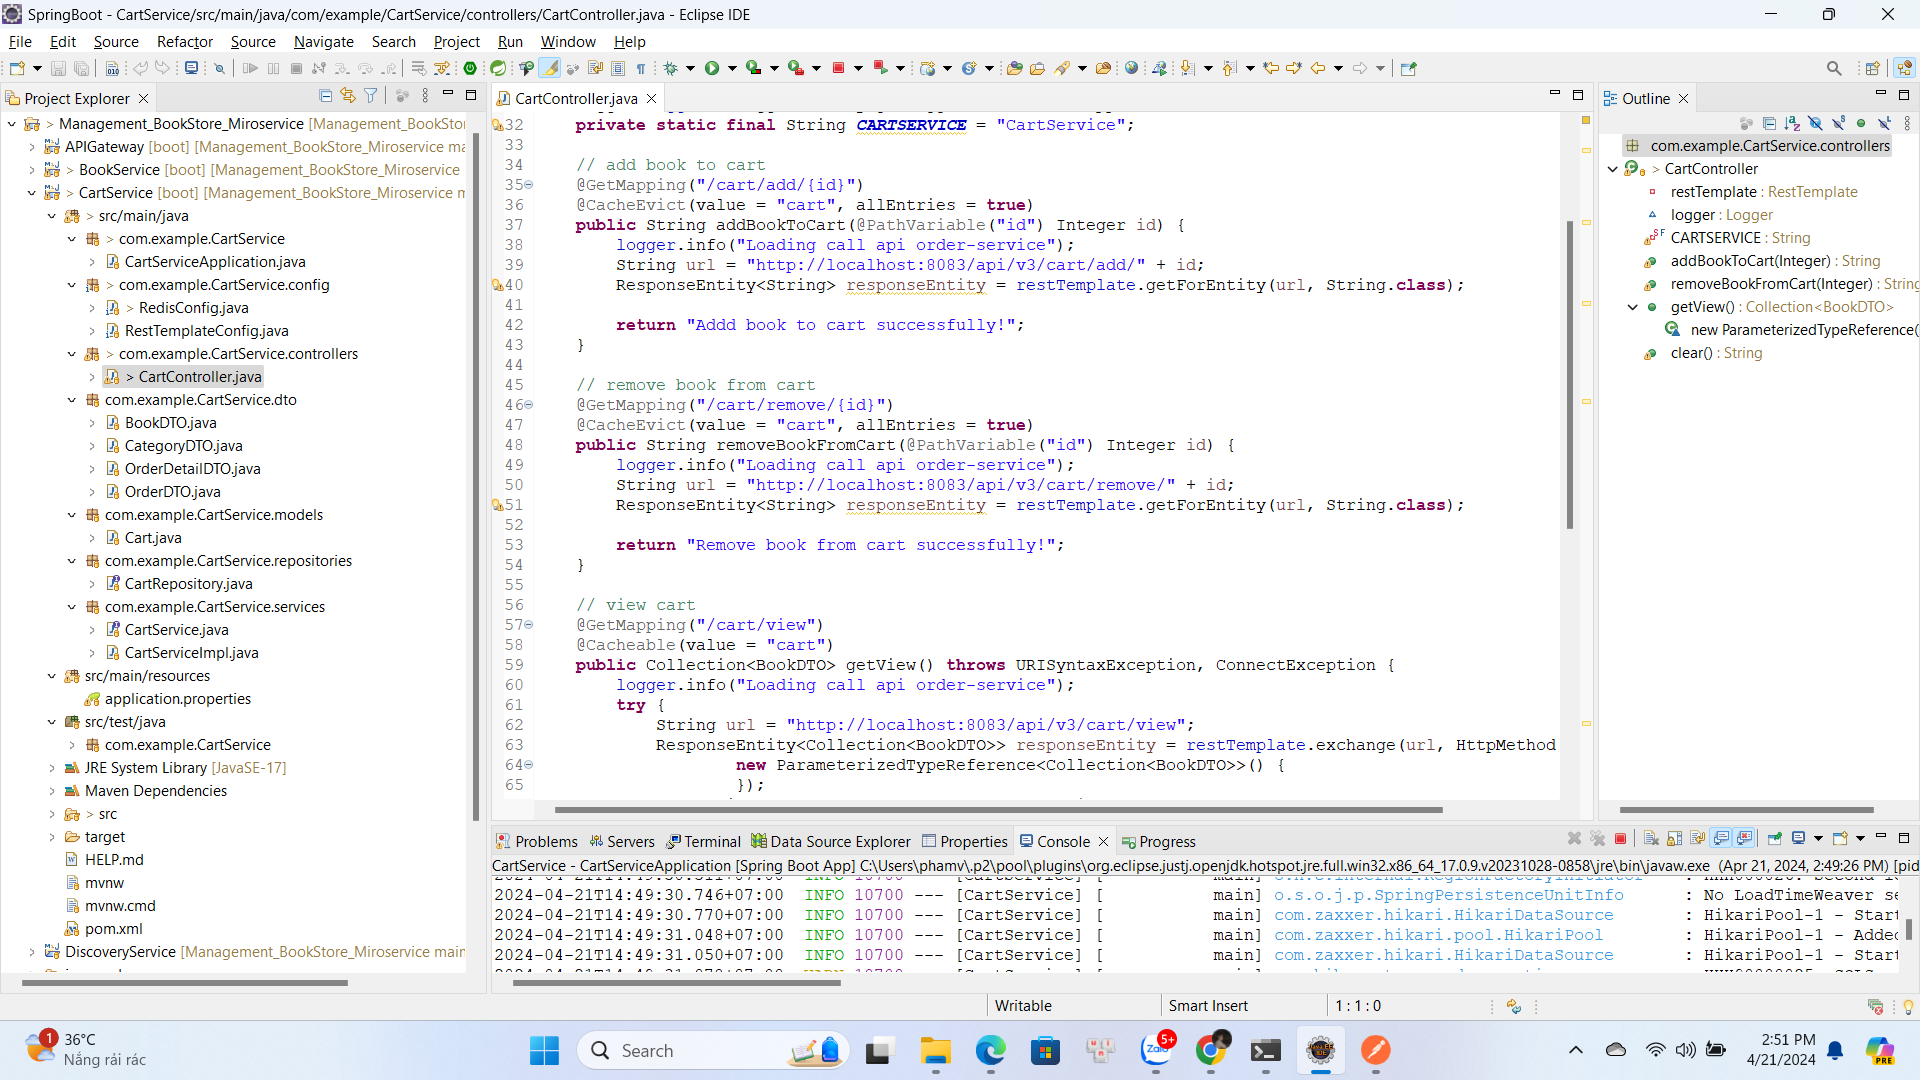 SpringBoot - CartService/src/main/java/com/example/CartService/controllers/CartController.java - Eclipse IDE
File Edit Source Refactor Source Navigate Search Project Run Window Help
Project Explorer
> Management_BookStore_Miroservice [Management_BookStor
APIGateway [boot] [Management_BookStore_Miroservice ma
> BookService [boot] [Management_BookStore_Miroservice
> CartService [boot] [Management_BookStore_Miroservice m
> src/main/java
> com.example.CartService
CartServiceApplication.java
> com.example.CartService.config
> RedisConfig.java
RestTemplateConfig.java
> com.example.CartService.controllers
> CartController.java
com.example.CartService.dto
BookDTO.java
CategoryDTO.java
OrderDetailDTO.java
OrderDTO.java
com.example.CartService.models
Cart.java
com.example.CartService.repositories
CartRepository.java
com.example.CartService.services
CartService.java
CartServiceImpl.java
src/main/resources
application.properties
src/test/java
com.example.CartService
JRE System Library [JavaSE-17]
Maven Dependencies
> src
target
HELP.md
mvnw
mvnw.cmd
pom.xml
DiscoveryService [Management_BookStore_Miroservice main
CartController.java
32 private static final String CARTSERVICE = "CartService";
33
34 // add book to cart
35 @GetMapping("/cart/add/{id}")
36 @CacheEvict(value = "cart", allEntries = true)
37 public String addBookToCart(@PathVariable("id") Integer id) {
38 logger.info("Loading call api order-service");
39 String url = "http://localhost:8083/api/v3/cart/add/" + id;
40 ResponseEntity<String> responseEntity = restTemplate.getForEntity(url, String.class);
41
42 return "Addd book to cart successfully!";
43 }
44
45 // remove book from cart
46 @GetMapping("/cart/remove/{id}")
47 @CacheEvict(value = "cart", allEntries = true)
48 public String removeBookFromCart(@PathVariable("id") Integer id) {
49 logger.info("Loading call api order-service");
50 String url = "http://localhost:8083/api/v3/cart/remove/" + id;
51 ResponseEntity<String> responseEntity = restTemplate.getForEntity(url, String.class);
52
53 return "Remove book from cart successfully!";
54 }
55
56 // view cart
57 @GetMapping("/cart/view")
58 @Cacheable(value = "cart")
59 public Collection<BookDTO> getView() throws URISyntaxException, ConnectException {
60 logger.info("Loading call api order-service");
61 try {
62 String url = "http://localhost:8083/api/v3/cart/view";
63 ResponseEntity<Collection<BookDTO>> responseEntity = restTemplate.exchange(url, HttpMethod
64 new ParameterizedTypeReference<Collection<BookDTO>>() {
65 });
Outline
com.example.CartService.controllers
> CartController
restTemplate : RestTemplate
logger : Logger
CARTSERVICE : String
addBookToCart(Integer) : String
removeBookFromCart(Integer) : String
getView() : Collection<BookDTO>
new ParameterizedTypeReference(
clear() : String
Problems Servers Terminal Data Source Explorer Properties Console Progress
CartService - CartServiceApplication [Spring Boot App] C:\Users\phamv\.p2\pool\plugins\org.eclipse.justj.openjdk.hotspot.jre.full.win32.x86_64_17.0.9.v20231028-0858\jre\bin\javaw.exe (Apr 21, 2024, 2:49:26 PM) [pid
2024-04-21T14:49:30.746+07:00 INFO 10700 --- [CartService] [ main] o.s.o.j.p.SpringPersistenceUnitInfo : No LoadTimeWeaver se
2024-04-21T14:49:30.770+07:00 INFO 10700 --- [CartService] [ main] com.zaxxer.hikari.HikariDataSource : HikariPool-1 - Start
2024-04-21T14:49:31.048+07:00 INFO 10700 --- [CartService] [ main] com.zaxxer.hikari.pool.HikariPool : HikariPool-1 - Added
2024-04-21T14:49:31.050+07:00 INFO 10700 --- [CartService] [ main] com.zaxxer.hikari.HikariDataSource : HikariPool-1 - Start
Writable Smart Insert 1 : 1 : 0
1
36°C
Nắng rải rác
Search
Zalo
5+
2:51 PM
4/21/2024
PRE